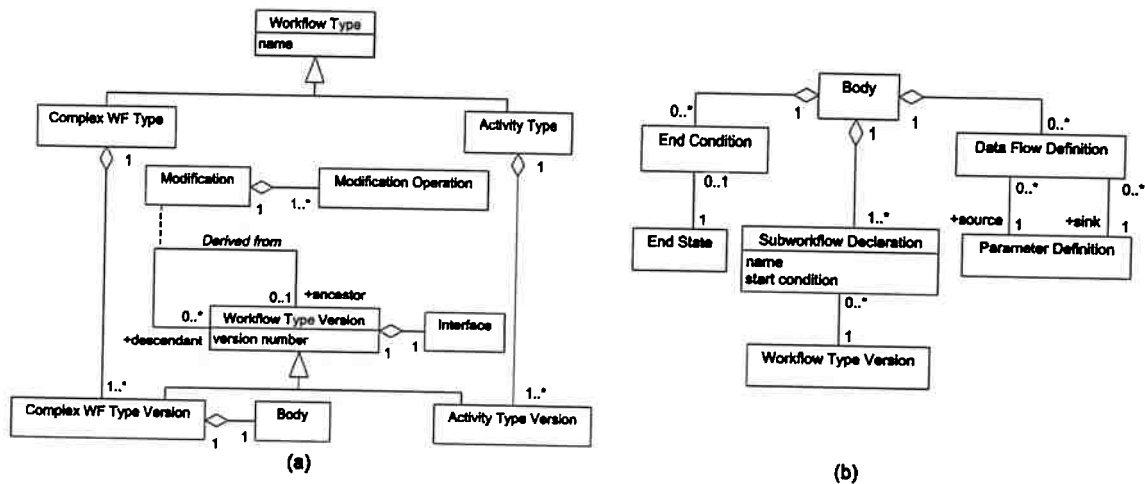 Workflow Type
name
Complex WF Type
Activity Type
1
1
Modification
Modification Operation
1
1..*
Derived from
0..1
+ancestor
0..*
Workflow Type Version
Interface
+descendant
version number
1
1
1..*
1..*
Complex WF Type Version
Body
Activity Type Version
1
1
(a)
Body
0..*
1
1
1
0..*
End Condition
Data Flow Definition
0..1
0..*
0..*
1
1..*
+source
1
+sink
1
End State
Subworkflow Declaration
Parameter Definition
name
start condition
0..*
1
Workflow Type Version
(b)